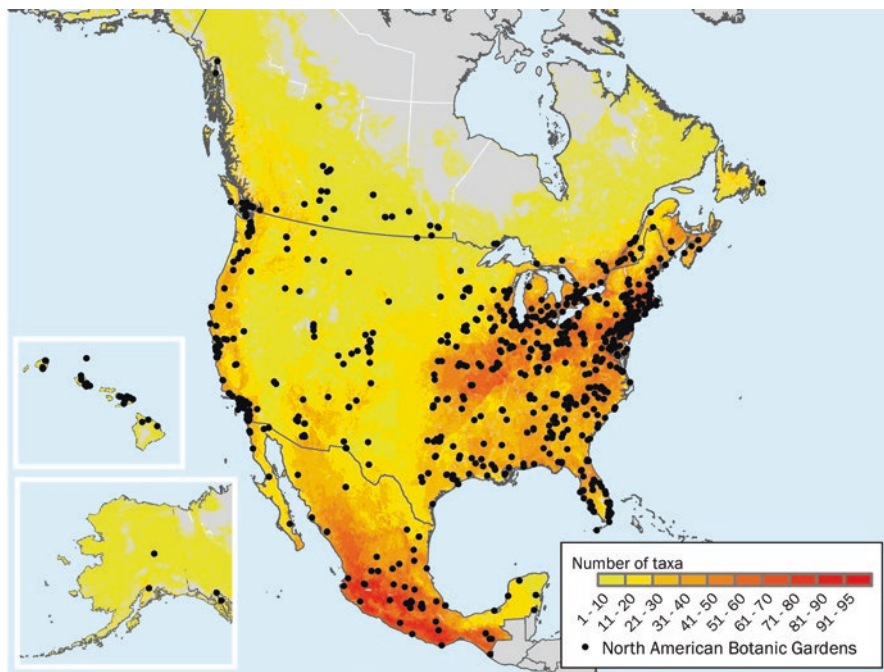 Number of taxa
1 - 10
11 - 20
21 - 30
31 - 40
41 - 50
51 - 60
61 - 70
71 - 80
81 - 90
91 - 95
North American Botanic Gardens